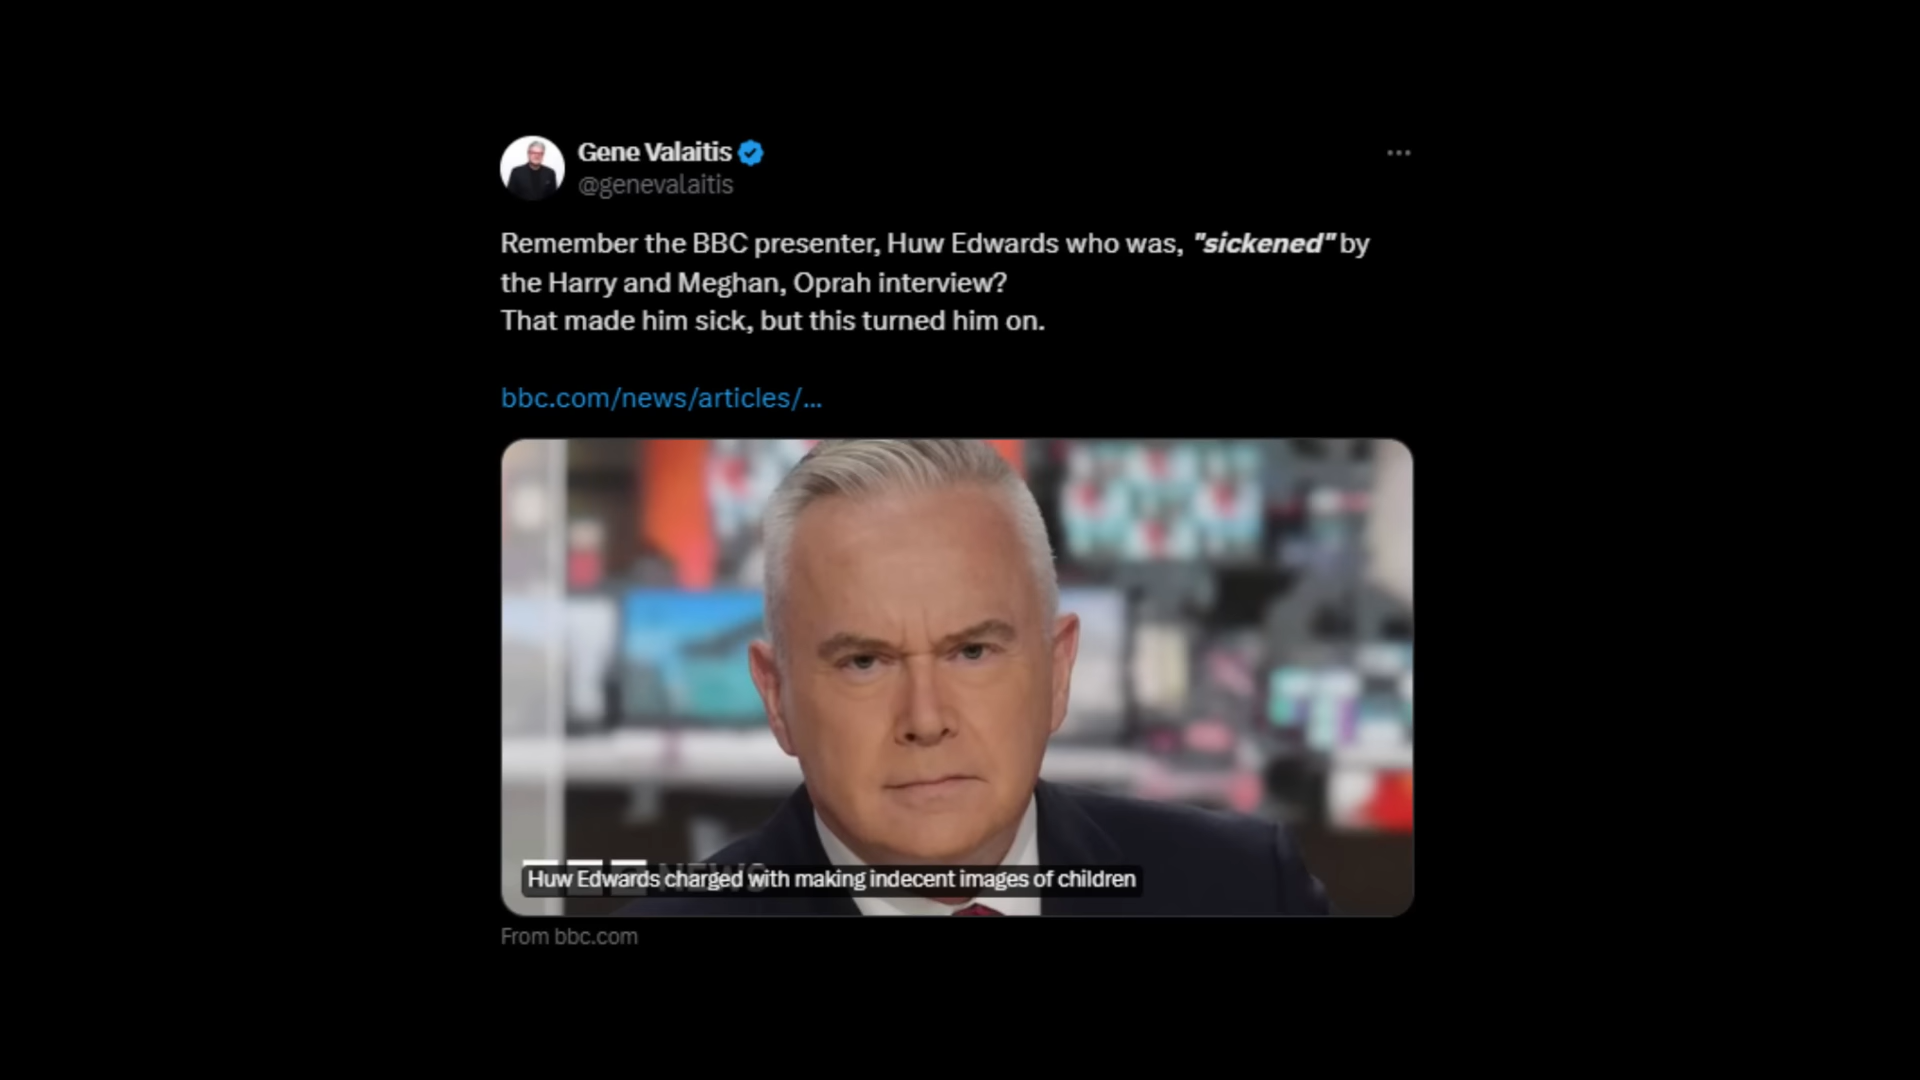 Gene Valaitis
@genevalaitis
Remember the BBC presenter, Huw Edwards who was, "sickened" by
the Harry and Meghan, Oprah interview?
That made him sick, but this turned him on.
bbc.com/news/articles/...
NEWS
Huw Edwards charged with making indecent images of children
From bbc.com